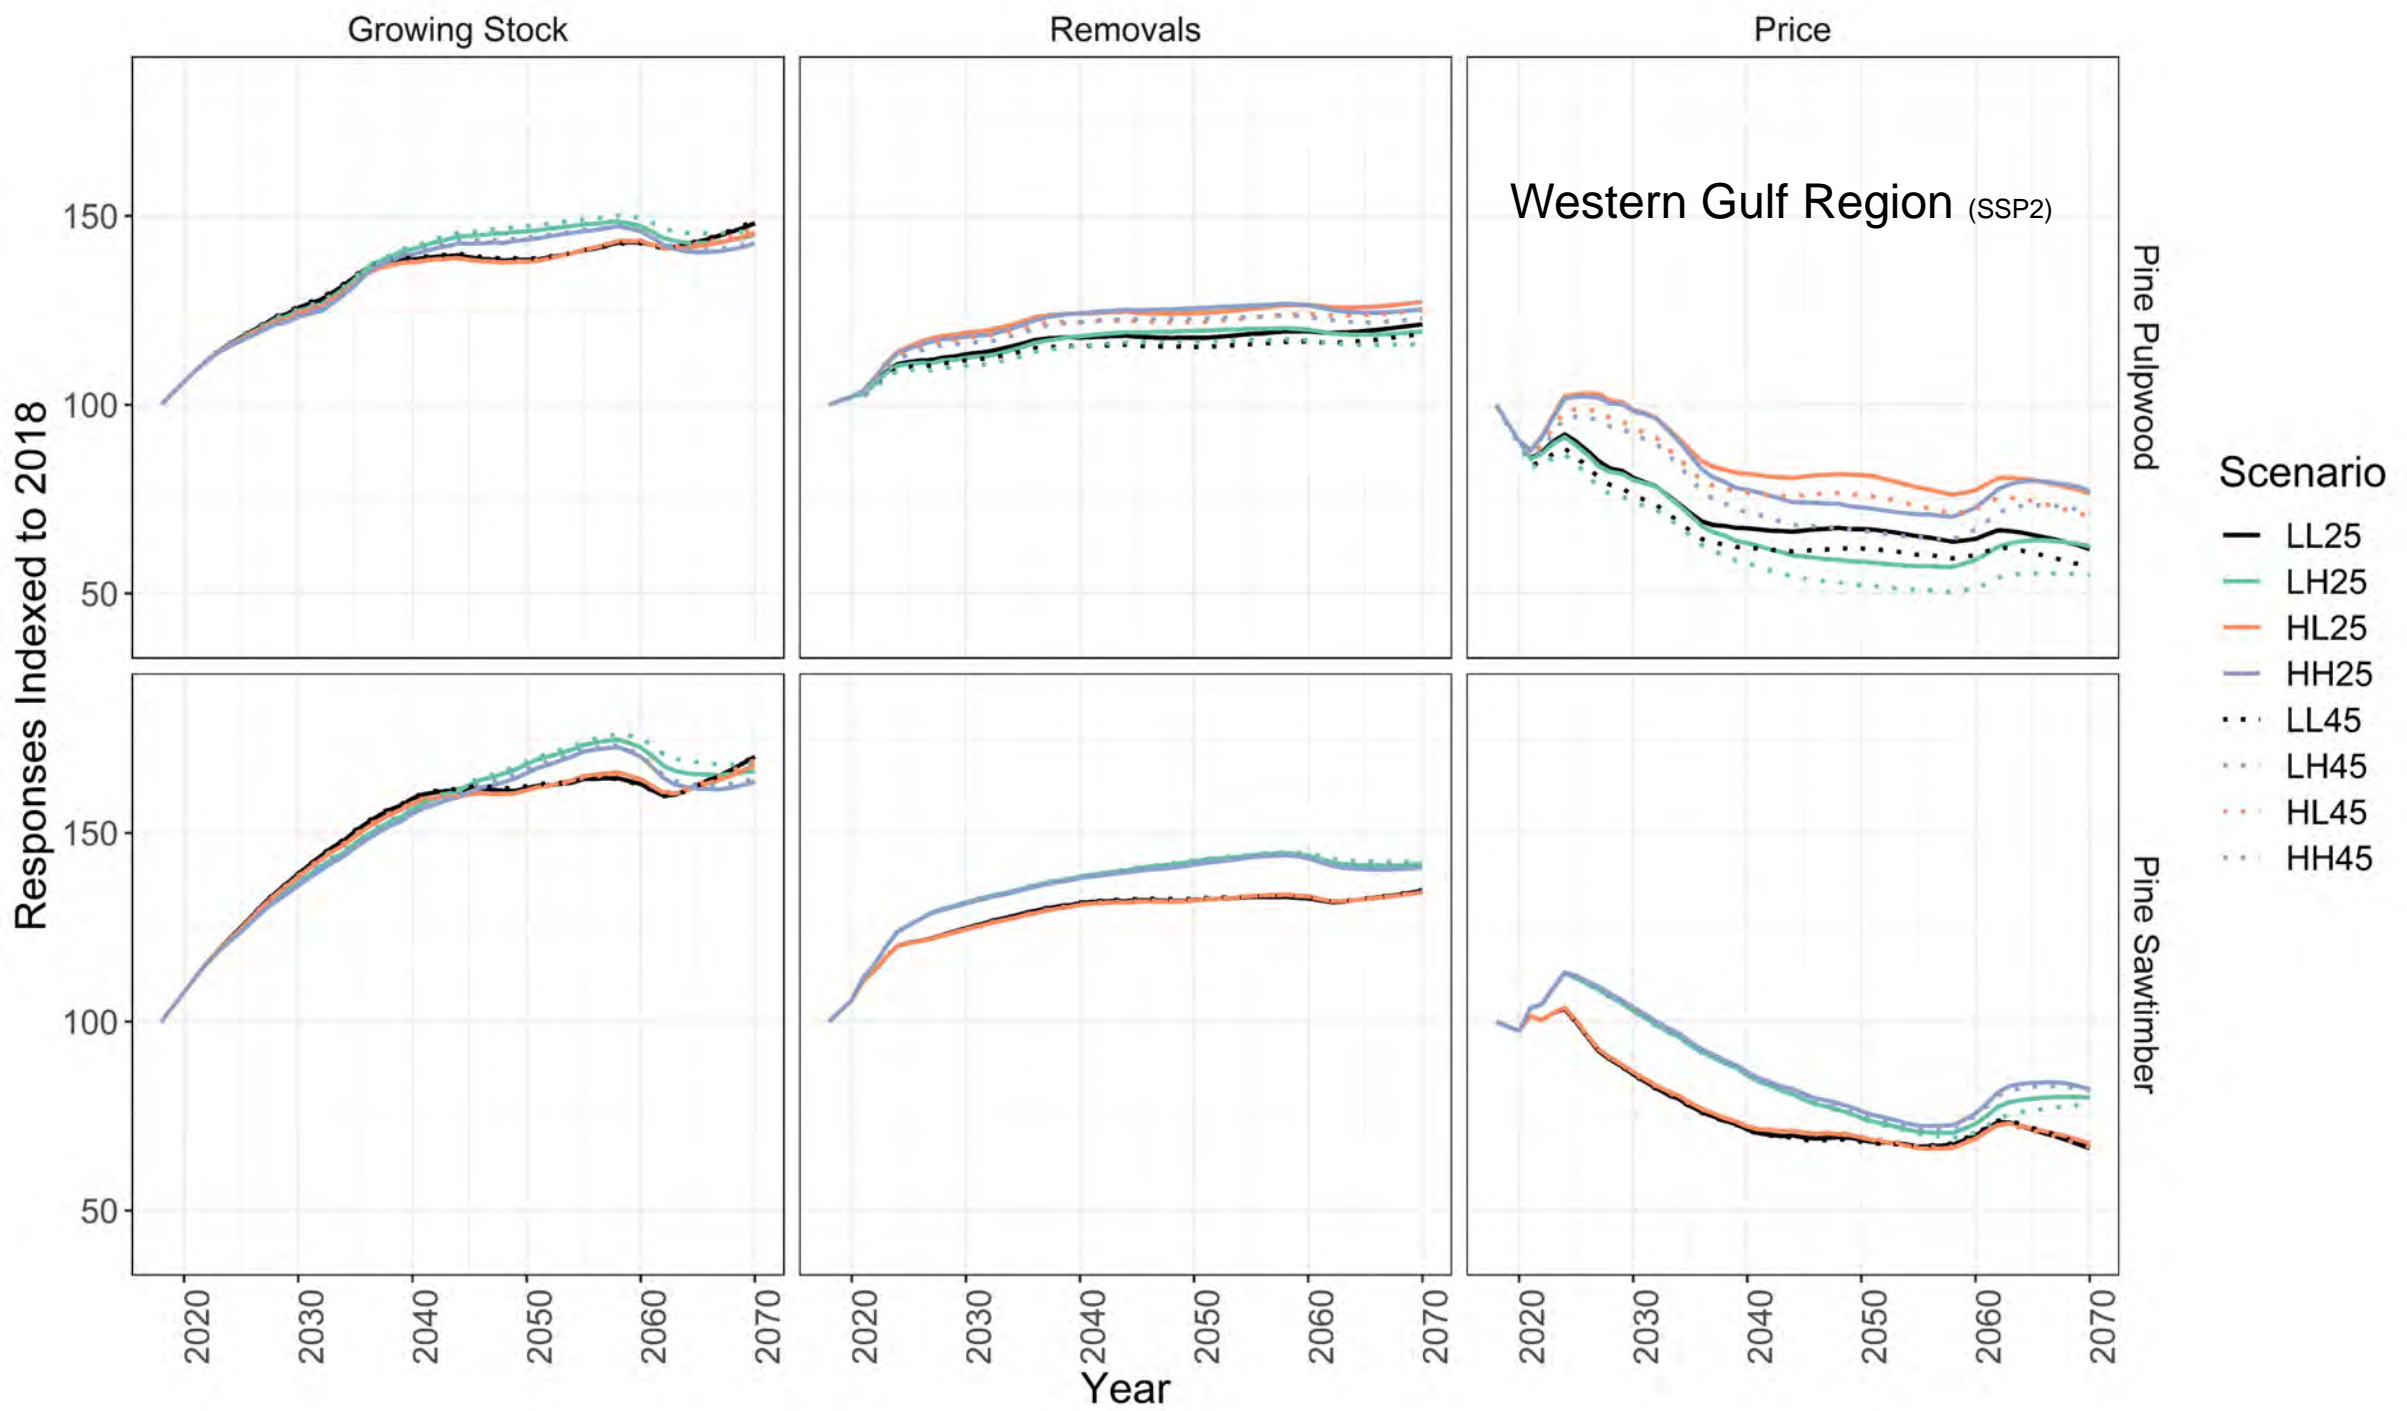 Growing Stock
Removals
Price
Responses Indexed to 2018
150
100
50
Western Gulf Region (SSP2)
Pine Pulpwood
150
100
50
Pine Sawtimber
2020
2030
2040
2050
2060
2070
2020
2030
2040
2050
2060
2070
2020
2030
2040
2050
2060
2070
Year
Scenario
LL25
LH25
HL25
HH25
LL45
LH45
HL45
HH45